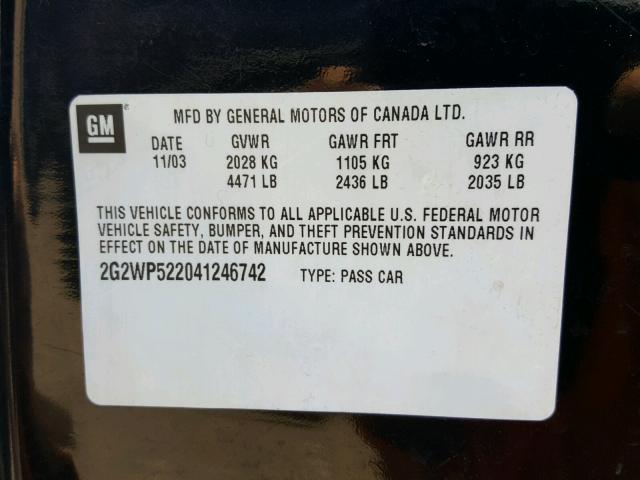 GM
MFD BY GENERAL MOTORS OF CANADA LTD.
DATE GVWR GAWR FRT GAWR RR
11/03 2028 KG 1105 KG 923 KG
4471 LB 2436 LB 2035 LB
THIS VEHICLE CONFORMS TO ALL APPLICABLE U.S. FEDERAL MOTOR
VEHICLE SAFETY, BUMPER, AND THEFT PREVENTION STANDARDS IN
EFFECT ON THE DATE OF MANUFACTURE SHOWN ABOVE.
2G2WP522041246742 TYPE: PASS CAR